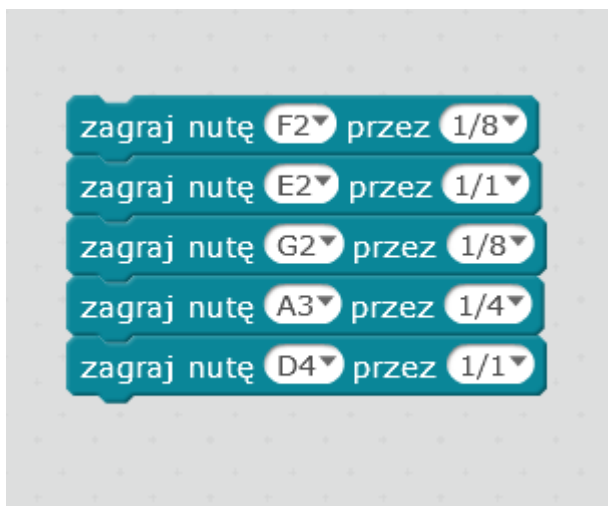 zagraj nutę F2 przez 1/8
zagraj nutę E2 przez 1/1
zagraj nutę G2 przez 1/8
zagraj nutę A3 przez 1/4
zagraj nutę D4 przez 1/1